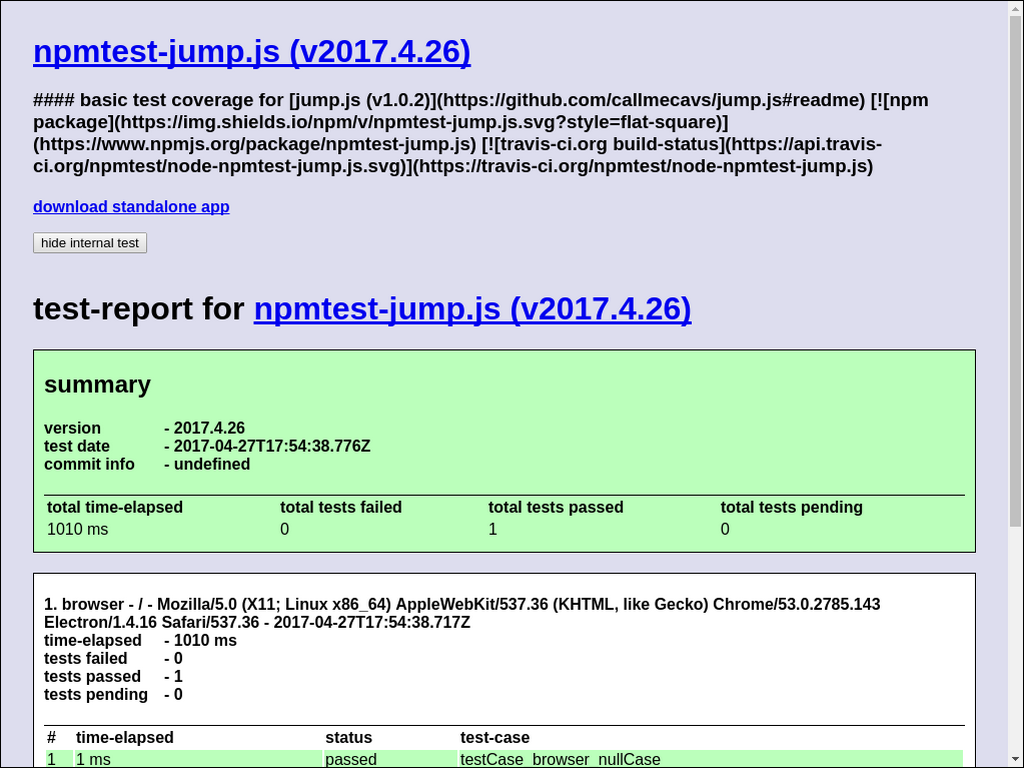 npmtest-jump.js (v2017.4.26)
#### basic test coverage for [jump.js (v1.0.2)](https://github.com/callmecavs/jump.js#readme) [![npm
package](https://img.shields.io/npm/v/npmtest-jump.js.svg?style=flat-square)]
(https://www.npmjs.org/package/npmtest-jump.js) [![travis-ci.org build-status](https://api.travis-
ci.org/npmtest/node-npmtest-jump.js.svg)](https://travis-ci.org/npmtest/node-npmtest-jump.js)
download standalone app
hide internal test
test-report for npmtest-jump.js (v2017.4.26)
summary
version - 2017.4.26
test date - 2017-04-27T17:54:38.776Z
commit info - undefined
total time-elapsed total tests failed total tests passed total tests pending
1010 ms 0 1 0
1. browser - / - Mozilla/5.0 (X11; Linux x86_64) AppleWebKit/537.36 (KHTML, like Gecko) Chrome/53.0.2785.143
Electron/1.4.16 Safari/537.36 - 2017-04-27T17:54:38.717Z
time-elapsed - 1010 ms
tests failed - 0
tests passed - 1
tests pending - 0
# time-elapsed status test-case
1 1 ms passed testCase_browser_nullCase